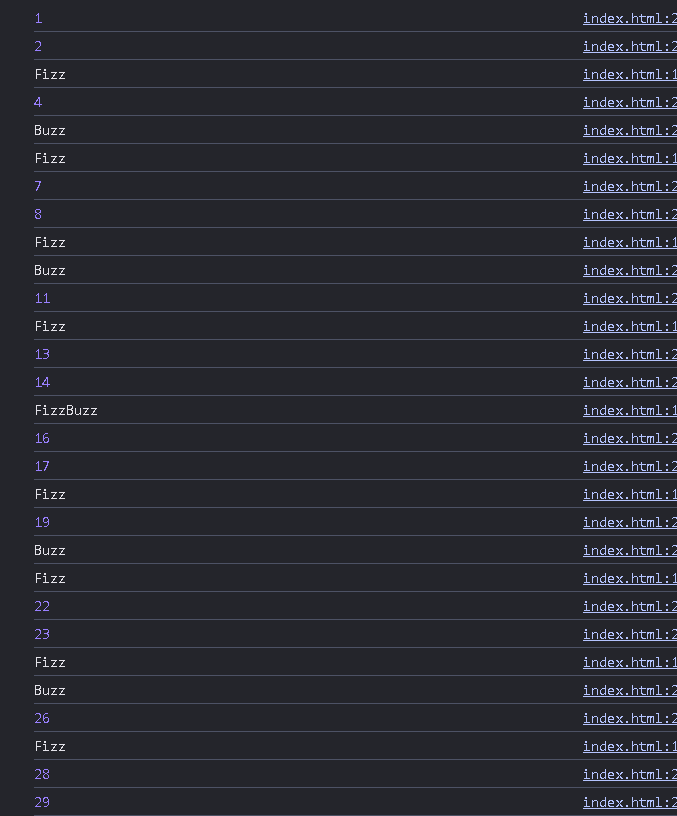 1 index.html:2
2 index.html:2
Fizz index.html:1
4 index.html:2
Buzz index.html:2
Fizz index.html:1
7 index.html:2
8 index.html:2
Fizz index.html:1
Buzz index.html:2
11 index.html:2
Fizz index.html:1
13 index.html:2
14 index.html:2
FizzBuzz index.html:1
16 index.html:2
17 index.html:2
Fizz index.html:1
19 index.html:2
Buzz index.html:2
Fizz index.html:1
22 index.html:2
23 index.html:2
Fizz index.html:1
Buzz index.html:2
26 index.html:2
Fizz index.html:1
28 index.html:2
29 index.html:2